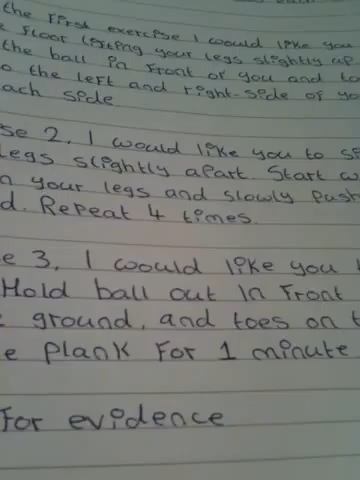 the first exercise I would like you
floor lifting your legs slightly ap
the ball in front of you and to
o the left and right side of yo
ach side
se 2. I would like you to si
legs slightly apart. Start w
n your legs and slowly push
d. Repeat 4 times.
e 3. I would like you t
Hold ball out in front
ground, and toes on t
e plank for 1 minute
for evidence